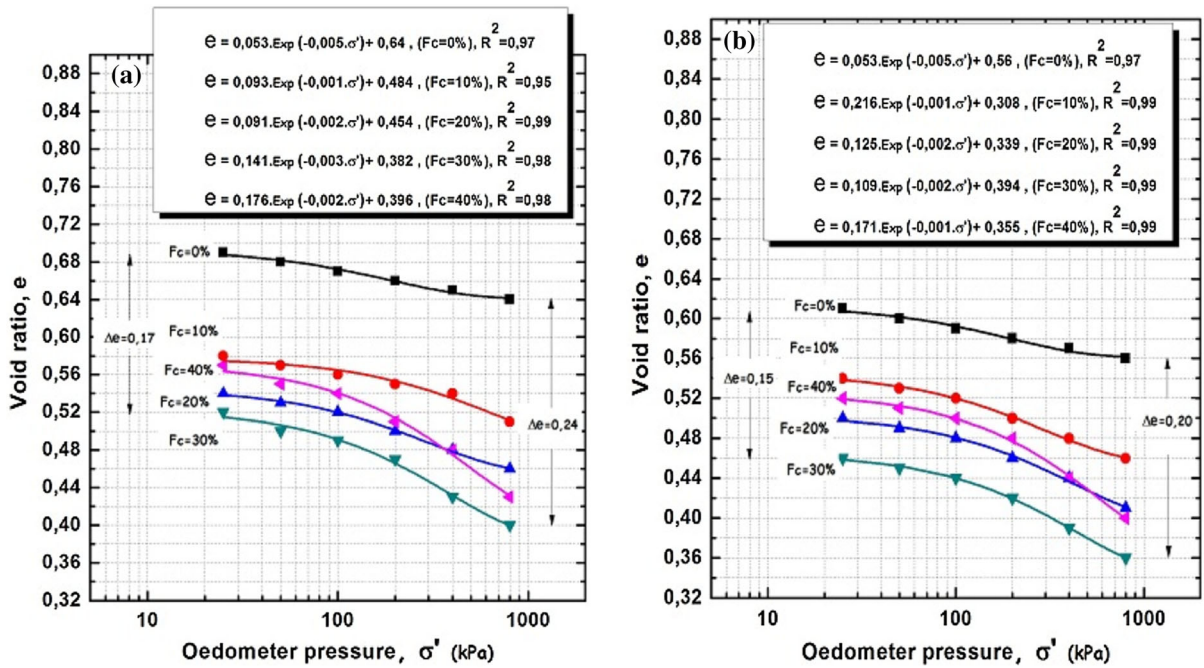 (a)
e = 0,053.Exp (-0,005.σ')+ 0,64 , (Fc=0%), R²=0,97
e = 0,093.Exp (-0,001.σ')+ 0,484 , (Fc=10%), R²=0,95
e = 0,091.Exp (-0,002.σ')+ 0,454 , (Fc=20%), R²=0,99
e = 0,141.Exp (-0,003.σ')+ 0,382 , (Fc=30%), R²=0,98
e = 0,176.Exp (-0,002.σ')+ 0,396 , (Fc=40%), R²=0,98
Void ratio, e
0,88
0,84
0,80
0,76
0,72
0,68
0,64
0,60
0,56
0,52
0,48
0,44
0,40
0,36
0,32
Fc=0%
Fc=10%
Fc=40%
Fc=20%
Fc=30%
Δe=0,17
Δe=0,24
10
100
1000
Oedometer pressure, σ' (kPa)
(b)
e = 0,053.Exp (-0,005.σ')+ 0,56 , (Fc=0%), R²=0,97
e = 0,216.Exp (-0,001.σ')+ 0,308 , (Fc=10%), R²=0,99
e = 0,125.Exp (-0,002.σ')+ 0,339 , (Fc=20%), R²=0,99
e = 0,109.Exp (-0,002.σ')+ 0,394 , (Fc=30%), R²=0,99
e = 0,171.Exp (-0,001.σ')+ 0,355 , (Fc=40%), R²=0,99
Void ratio, e
0,88
0,84
0,80
0,76
0,72
0,68
0,64
0,60
0,56
0,52
0,48
0,44
0,40
0,36
0,32
Fc=0%
Fc=10%
Fc=40%
Fc=20%
Fc=30%
Δe=0,15
Δe=0,20
10
100
1000
Oedometer pressure, σ' (kPa)